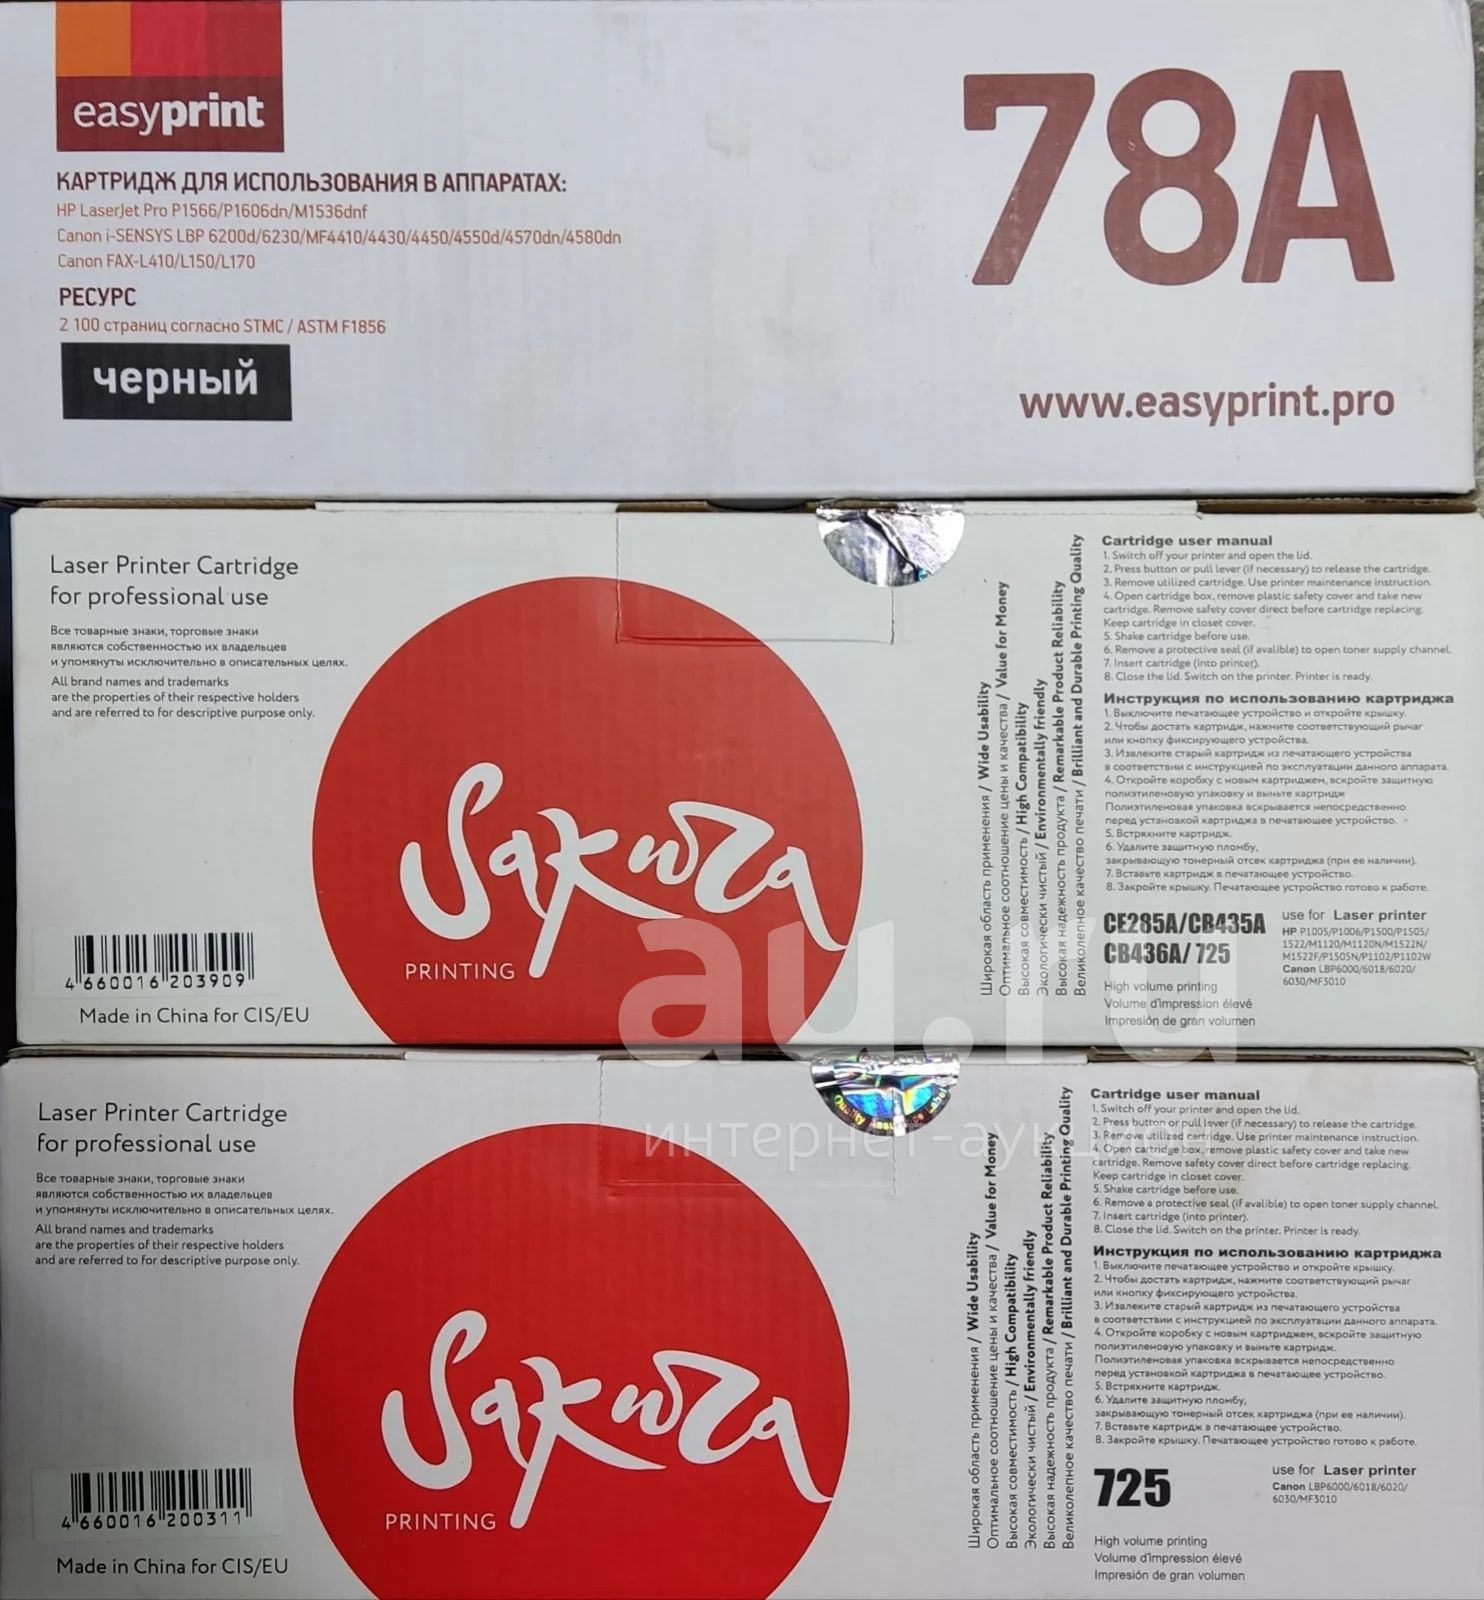 easyprint
КАРТРИДЖ ДЛЯ ИСПОЛЬЗОВАНИЯ В АППАРАТАХ:
HP LaserJet Pro P1566/P1606dn/M1536dnf
Canon i-SENSYS LBP 6200d/6230/MF4410/4430/4450/4550d/4570dn/4580dn
Canon FAX-L410/L150/L170
РЕСУРС
2 100 страниц согласно STMC / ASTM F1856
черный
78A
www.easyprint.pro
Laser Printer Cartridge
for professional use
Все товарные знаки, торговые знаки
являются собственностью их владельцев
и упомянуты исключительно в описательных целях.
All brand names and trademarks
are the properties of their respective holders
and are referred to for descriptive purpose only.
4 660016 203909
Made in China for CIS/EU
Sakura
PRINTING
Широкая область применения / Wide Usability
Оптимальное соотношение цены и качества / Value for Money
Высокая совместимость / High Compatibility
Экологически чистый / Environmentally friendly
Высокая надежность продукта / Remarkable Product Reliability
Великолепное качество печати / Brilliant and Durable Printing Quality
Cartridge user manual
1. Switch off your printer and open the lid.
2. Press button or pull lever (if necessary) to release the cartridge.
3. Remove utilized cartridge. Use printer maintenance instruction.
4. Open cartridge box, remove plastic safety cover and take new
cartridge. Remove safety cover direct before cartridge replacing.
Keep cartridge in closet cover.
5. Shake cartridge before use.
6. Remove a protective seal (if avalible) to open toner supply channel.
7. Insert cartridge (into printer).
8. Close the lid. Switch on the printer. Printer is ready.
Инструкция по использованию картриджа
1. Выключите печатающее устройство и откройте крышку.
2. Чтобы достать картридж, нажмите соответствующий рычаг
или кнопку фиксирующего устройства.
3. Извлеките старый картридж из печатающего устройства
в соответствии с инструкцией по эксплуатации данного аппарата.
4. Откройте коробку с новым картриджем, вскройте защитную
полиэтиленовую упаковку и выньте картридж
Полиэтиленовая упаковка вскрывается непосредственно
перед установкой картриджа в печатающее устройство.
5. Встряхните картридж.
6. Удалите защитную пломбу,
закрывающую тонерный отсек картриджа (при ее наличии).
7. Вставьте картридж в печатающее устройство.
8. Закройте крышку. Печатающее устройство готово к работе.
CE285A/CB435A
CB436A/ 725
use for Laser printer
HP P1005/P1006/P1500/P1505/
1522/M1120/M1120N/M1522N/
M1522F/P1505N/P1102/P1102W
Canon LBP6000/6018/6020/
6030/MF3010
High volume printing
Volume d'impression élevé
Impresión de gran volumen
au.ru
интернет-аукцион
Laser Printer Cartridge
for professional use
Все товарные знаки, торговые знаки
являются собственностью их владельцев
и упомянуты исключительно в описательных целях.
All brand names and trademarks
are the properties of their respective holders
and are referred to for descriptive purpose only.
4 660016 200311
Made in China for CIS/EU
Sakura
PRINTING
Quality Assurance Label
Широкая область применения / Wide Usability
Оптимальное соотношение цены и качества / Value for Money
Высокая совместимость / High Compatibility
Экологически чистый / Environmentally friendly
Высокая надежность продукта / Remarkable Product Reliability
Великолепное качество печати / Brilliant and Durable Printing Quality
Cartridge user manual
1. Switch off your printer and open the lid.
2. Press button or pull lever (if necessary) to release the cartridge.
3. Remove utilized cartridge. Use printer maintenance instruction.
4. Open cartridge box, remove plastic safety cover and take new
cartridge. Remove safety cover direct before cartridge replacing.
Keep cartridge in closet cover.
5. Shake cartridge before use.
6. Remove a protective seal (if avalible) to open toner supply channel.
7. Insert cartridge (into printer).
8. Close the lid. Switch on the printer. Printer is ready.
Инструкция по использованию картриджа
1. Выключите печатающее устройство и откройте крышку.
2. Чтобы достать картридж, нажмите соответствующий рычаг
или кнопку фиксирующего устройства.
3. Извлеките старый картридж из печатающего устройства
в соответствии с инструкцией по эксплуатации данного аппарата.
4. Откройте коробку с новым картриджем, вскройте защитную
полиэтиленовую упаковку и выньте картридж.
Полиэтиленовая упаковка вскрывается непосредственно
перед установкой картриджа в печатающее устройство.
5. Встряхните картридж.
6. Удалите защитную пломбу,
закрывающую тонерный отсек картриджа (при ее наличии).
7. Вставьте картридж в печатающее устройство.
8. Закройте крышку. Печатающее устройство готово к работе.
725
use for Laser printer
Canon LBP6000/6018/6020/
6030/MF3010
High volume printing
Volume d'impression élevé
Impresión de gran volumen